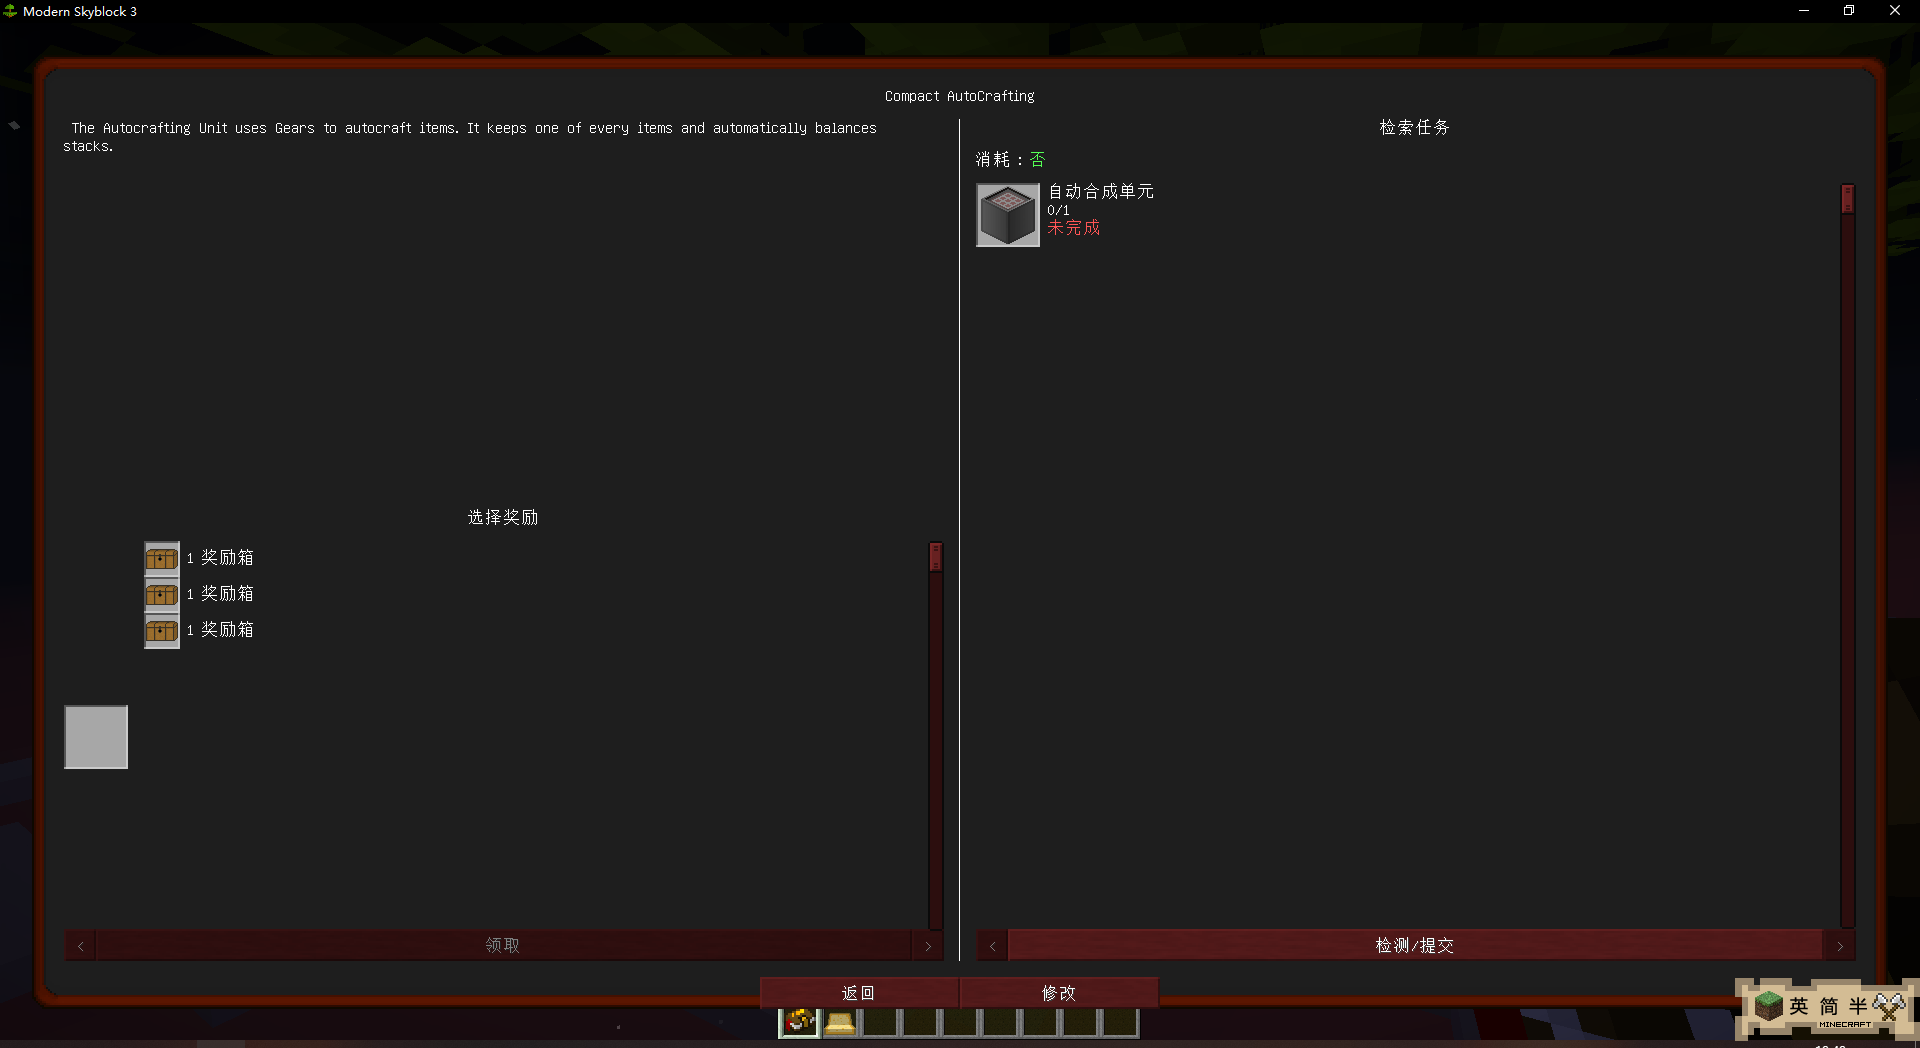 Modern Skyblock 3
Compact AutoCrafting
The Autocrafting Unit uses Gears to autocraft items. It keeps one of every items and automatically balances
stacks.
选择奖励
1 奖励箱
1 奖励箱
1 奖励箱
领取
检索任务
消耗：否
自动合成单元
0/1
未完成
检测/提交
返回
修改
英 简 半
MINECRAFT